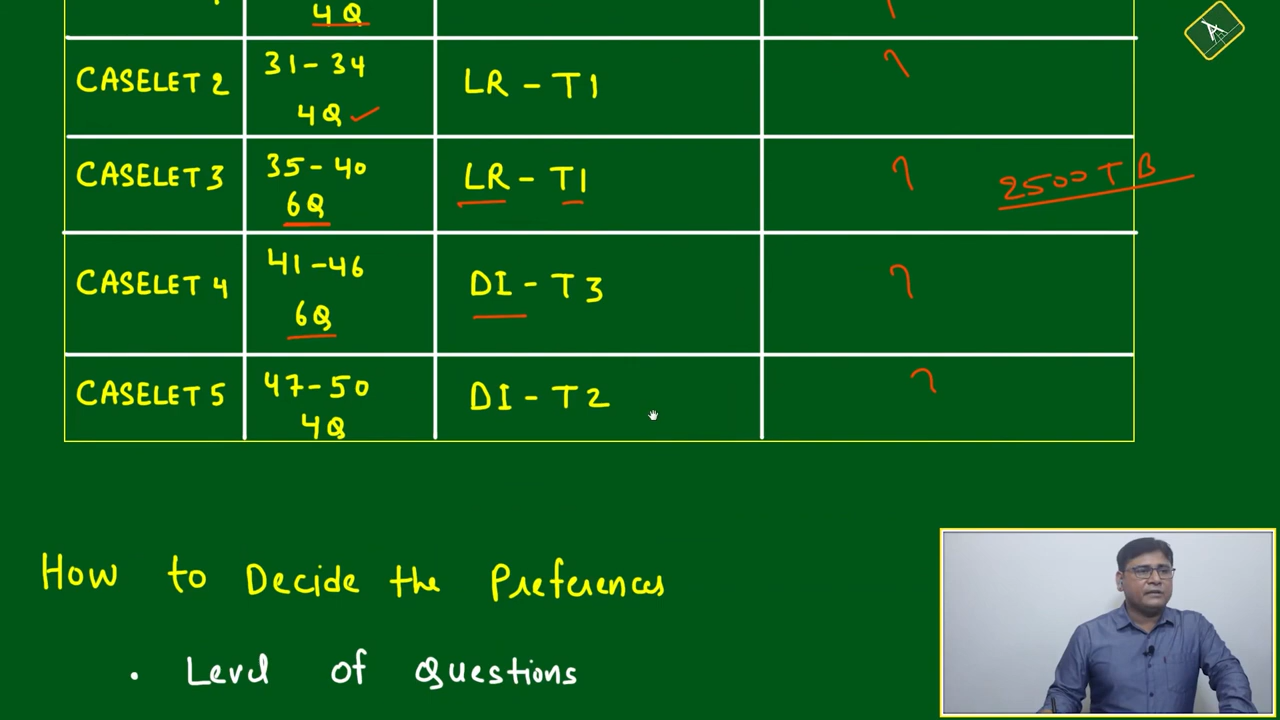 4Q
CASELET 2
31 - 34
4Q
LR - T1
?
CASELET 3
35 - 40
6Q
LR - T1
?
2500 T B
CASELET 4
41 - 46
6Q
DI - T3
?
CASELET 5
47 - 50
4Q
DI - T2
?
How to Decide the Preferences
• Level of Questions